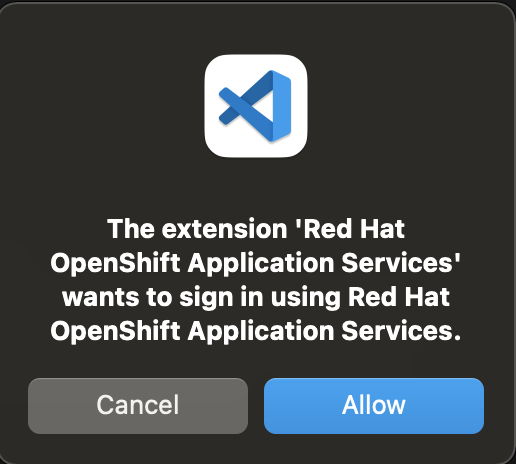 The extension 'Red Hat
OpenShift Application Services'
wants to sign in using Red Hat
OpenShift Application Services.
Cancel
Allow